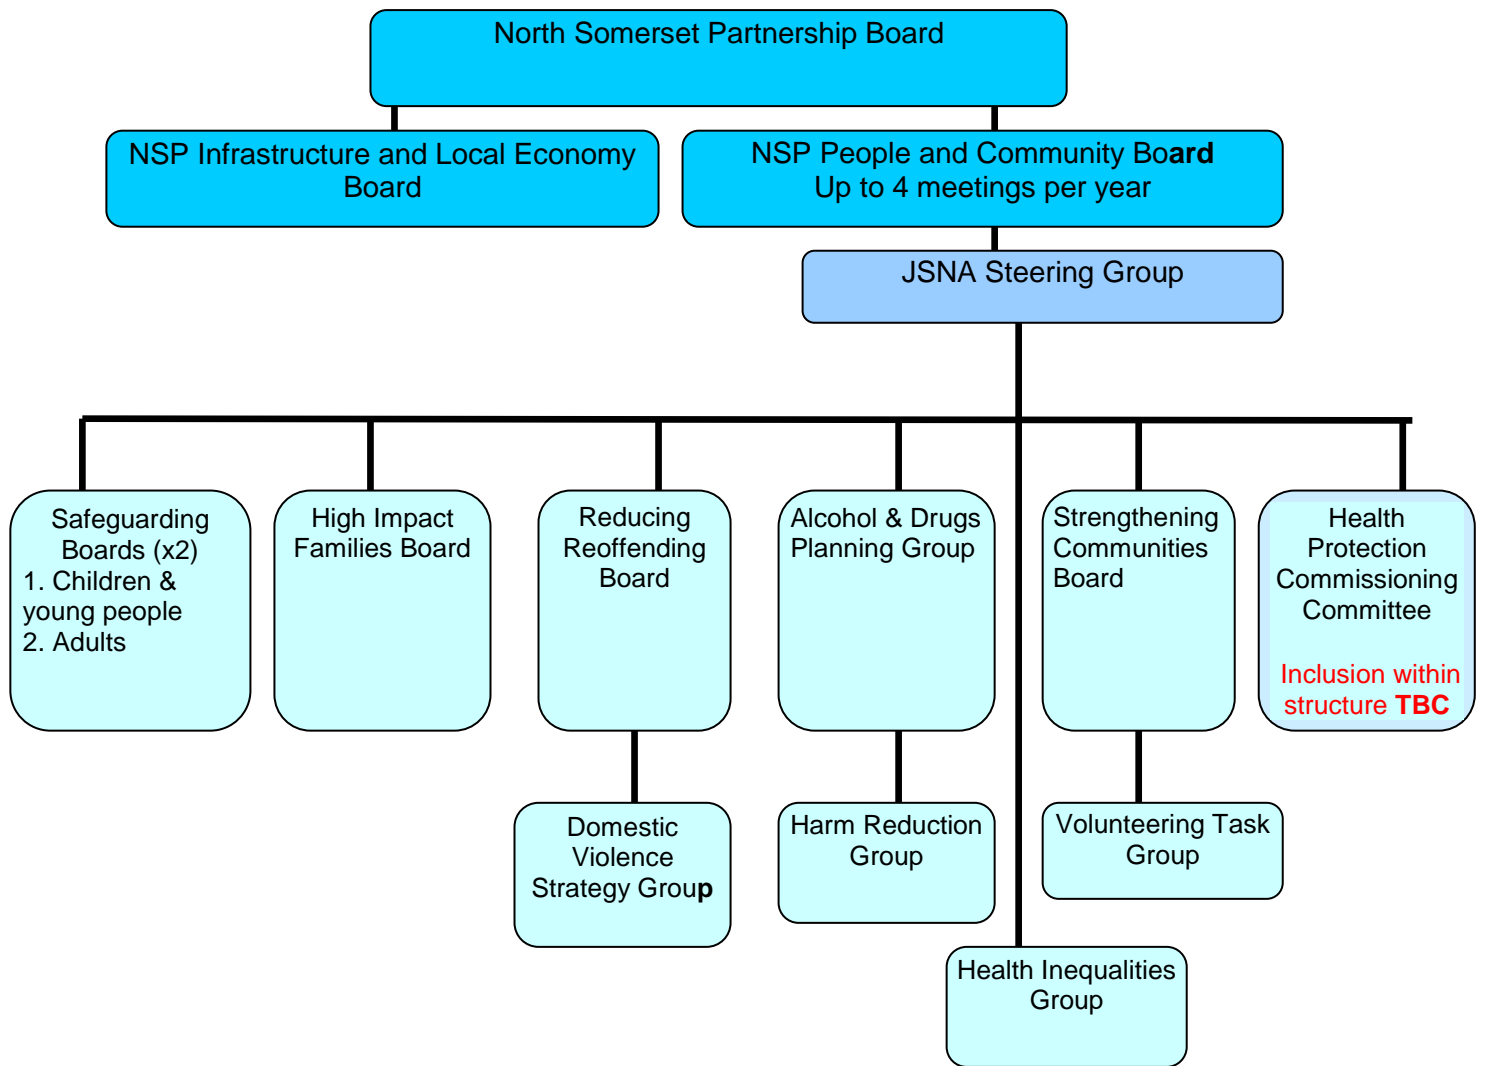 North Somerset Partnership Board
NSP Infrastructure and Local Economy
Board
NSP People and Community Board
Up to 4 meetings per year
JSNA Steering Group
Safeguarding
Boards (x2)
1. Children &
young people
2. Adults
High Impact
Families Board
Reducing
Reoffending
Board
Alcohol & Drugs
Planning Group
Strengthening
Communities
Board
Health
Protection
Commissioning
Committee
Inclusion within
structure TBC
Domestic
Violence
Strategy Group
Harm Reduction
Group
Volunteering Task
Group
Health Inequalities
Group